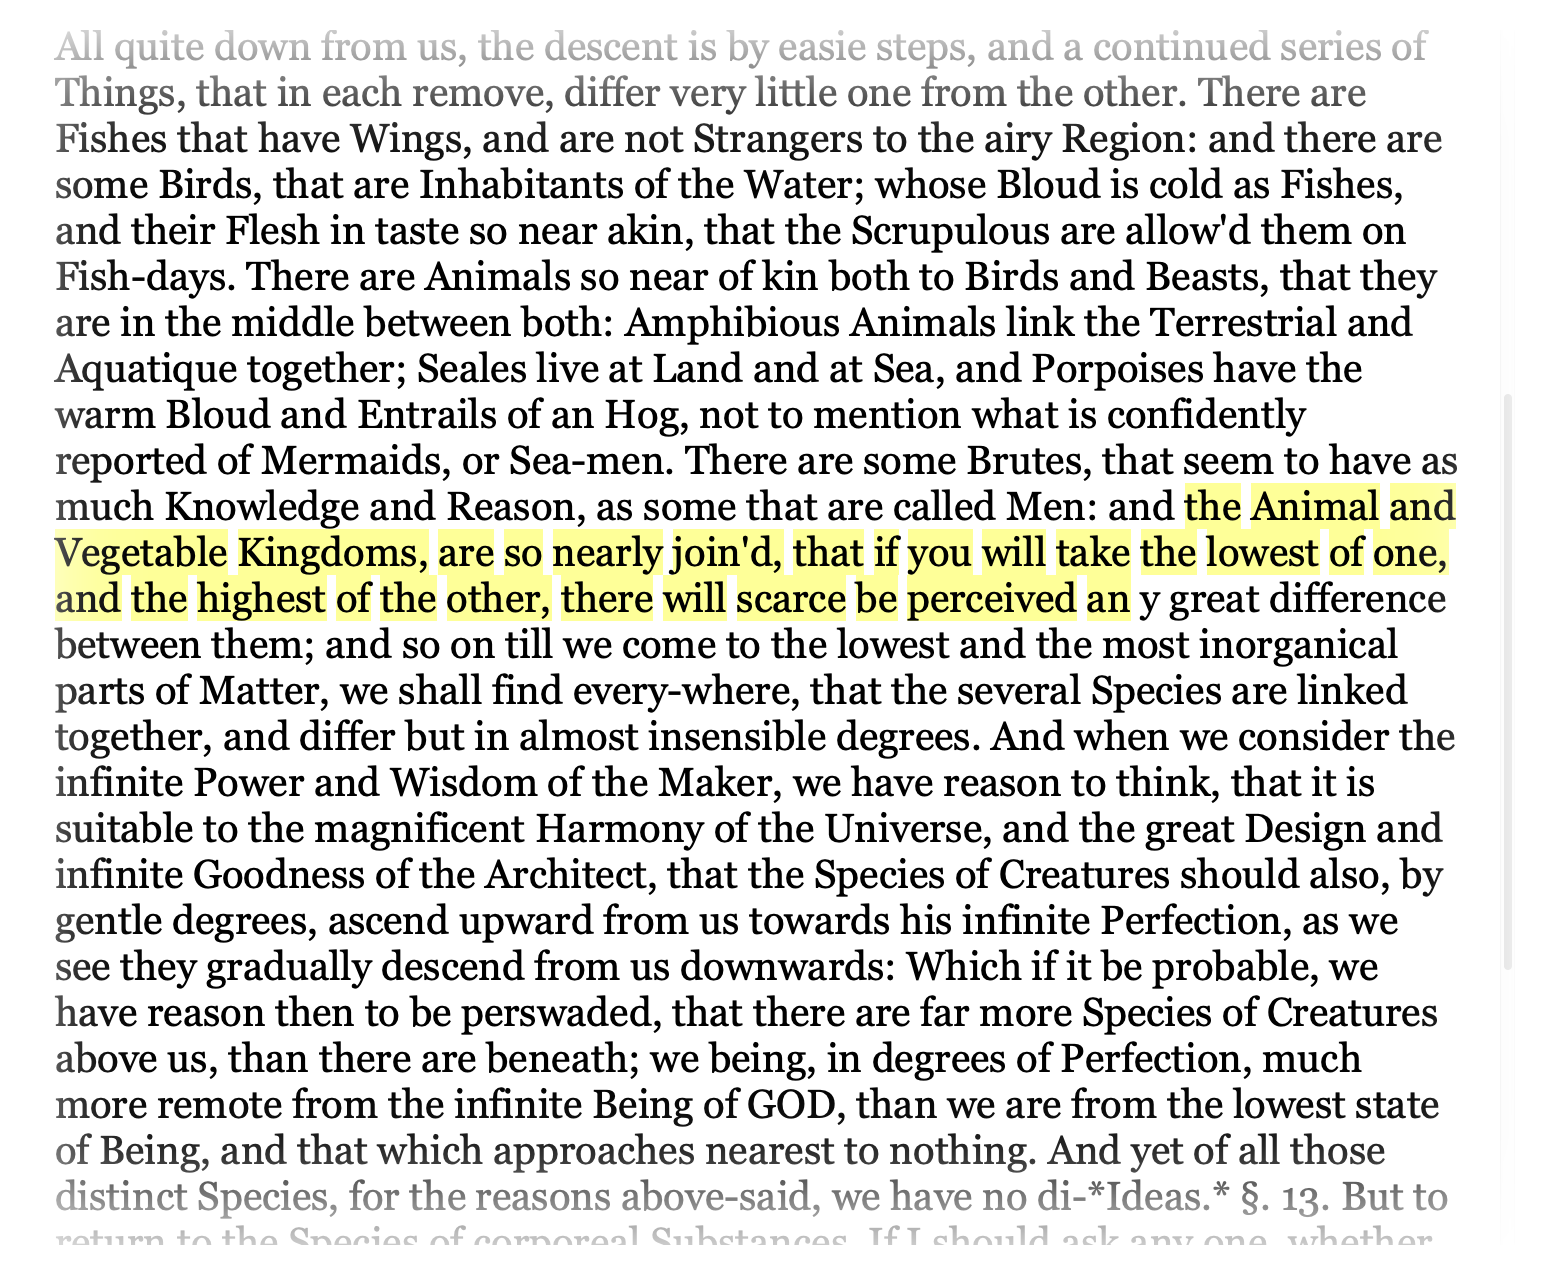 All quite down from us, the descent is by easie steps, and a continued series of
Things, that in each remove, differ very little one from the other. There are
Fishes that have Wings, and are not Strangers to the airy Region: and there are
some Birds, that are Inhabitants of the Water; whose Bloud is cold as Fishes,
and their Flesh in taste so near akin, that the Scrupulous are allow'd them on
Fish-days. There are Animals so near of kin both to Birds and Beasts, that they
are in the middle between both: Amphibious Animals link the Terrestrial and
Aquatique together; Seales live at Land and at Sea, and Porpoises have the
warm Bloud and Entrails of an Hog, not to mention what is confidently
reported of Mermaids, or Sea-men. There are some Brutes, that seem to have as
much Knowledge and Reason, as some that are called Men: and the Animal and
Vegetable Kingdoms, are so nearly join'd, that if you will take the lowest of one,
and the highest of the other, there will scarce be perceived an y great difference
between them; and so on till we come to the lowest and the most inorganical
parts of Matter, we shall find every-where, that the several Species are linked
together, and differ but in almost insensible degrees. And when we consider the
infinite Power and Wisdom of the Maker, we have reason to think, that it is
suitable to the magnificent Harmony of the Universe, and the great Design and
infinite Goodness of the Architect, that the Species of Creatures should also, by
gentle degrees, ascend upward from us towards his infinite Perfection, as we
see they gradually descend from us downwards: Which if it be probable, we
have reason then to be perswaded, that there are far more Species of Creatures
above us, than there are beneath; we being, in degrees of Perfection, much
more remote from the infinite Being of GOD, than we are from the lowest state
of Being, and that which approaches nearest to nothing. And yet of all those
distinct Species, for the reasons above-said, we have no di-*Ideas.* §. 13. But to
return to the Species of corporeal Substances. If I should ask any one, whether